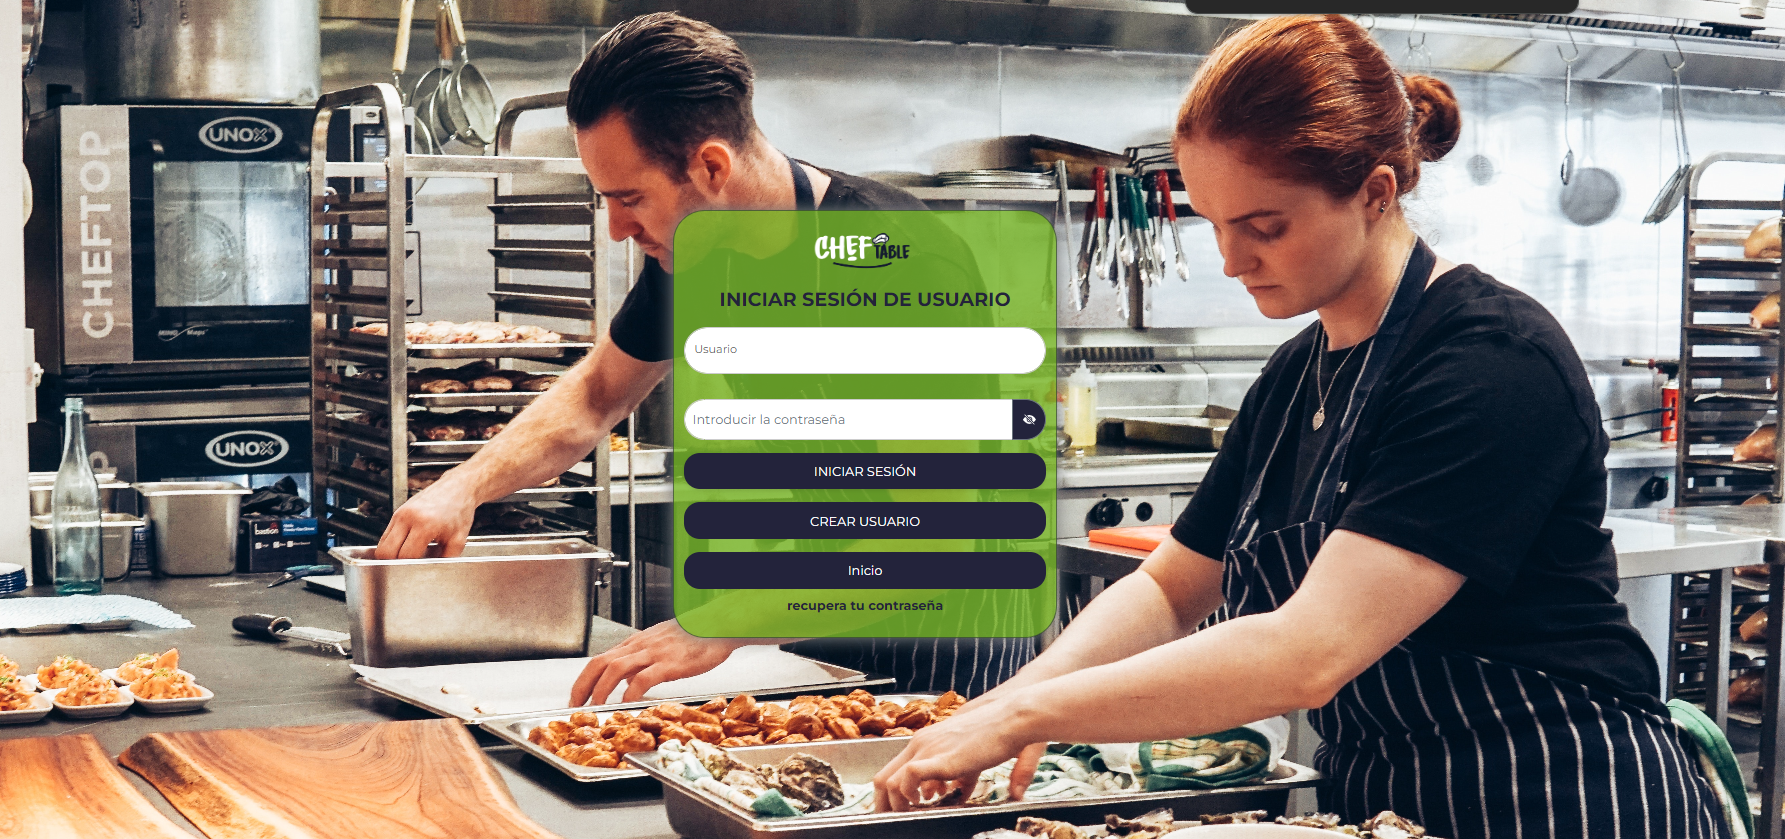 UNOX
CHEFTOP
CHEF TABLE
INICIAR SESIÓN DE USUARIO
Usuario
Introducir la contraseña
INICIAR SESIÓN
CREAR USUARIO
Inicio
recupera tu contraseña
UNOX